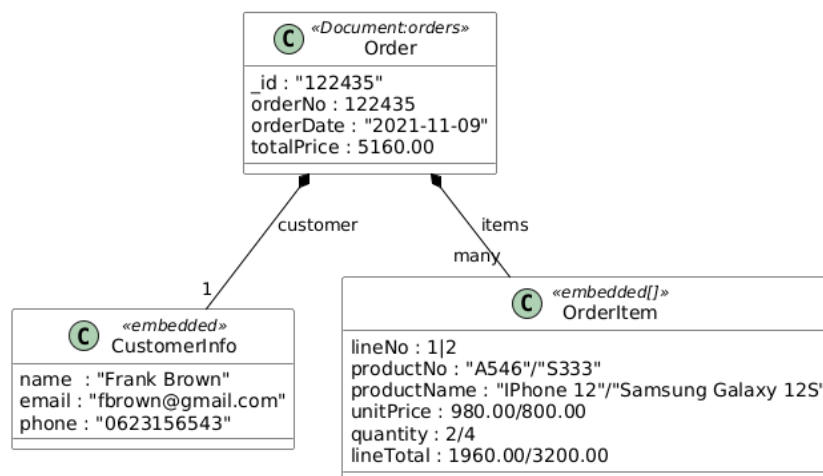 C «Document:orders»
Order
_id : "122435"
orderNo : 122435
orderDate : "2021-11-09"
totalPrice : 5160.00
customer
items
1
many
C «embedded»
CustomerInfo
name : "Frank Brown"
email : "fbrown@gmail.com"
phone : "0623156543"
C «embedded[]»
OrderItem
lineNo : 1|2
productNo : "A546"/"S333"
productName : "IPhone 12"/"Samsung Galaxy 12S"
unitPrice : 980.00/800.00
quantity : 2/4
lineTotal : 1960.00/3200.00